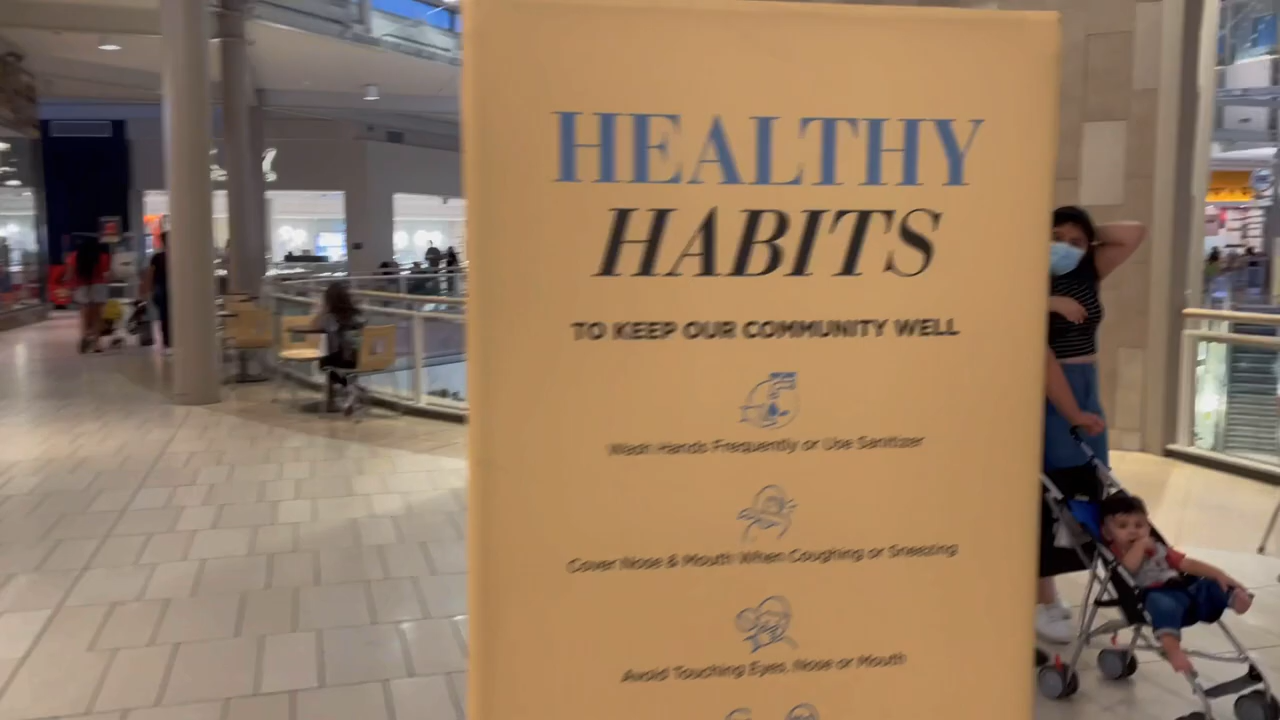 HEALTHY
HABITS
TO KEEP OUR COMMUNITY WELL
Wash Hands Frequently or Use Sanitizer
Cover Nose & Mouth When Coughing or Sneezing
Avoid Touching Eyes, Nose or Mouth